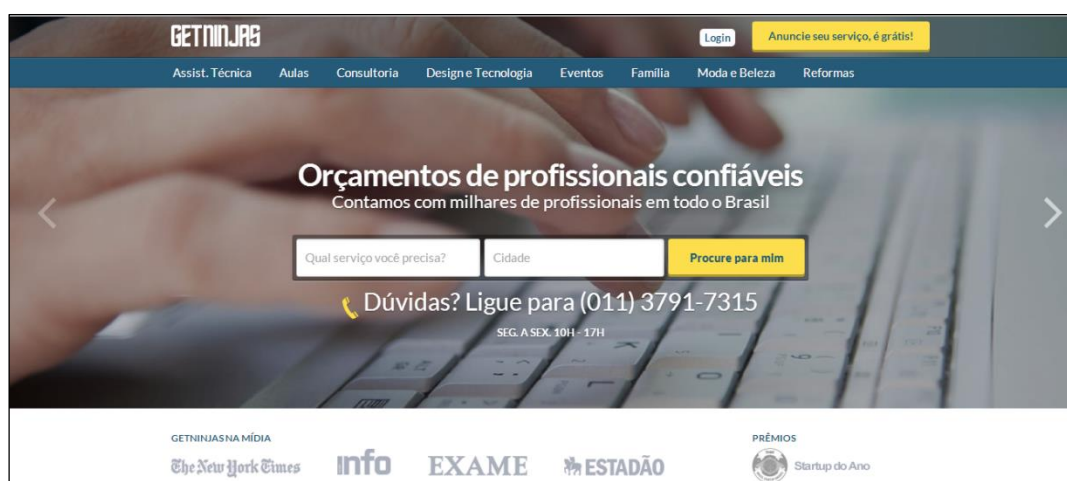 GETNINJAS
Login
Anuncie seu serviço, é grátis!
Assist. Técnica Aulas Consultoria Design e Tecnologia Eventos Família Moda e Beleza Reformas
Orçamentos de profissionais confiáveis
Contamos com milhares de profissionais em todo o Brasil
Qual serviço você precisa? Cidade Procure para mim
Dúvidas? Ligue para (011) 3791-7315
SEG. A SEX. 10H - 17H
GETNINJAS NA MÍDIA
The New York Times info EXAME ESTADÃO
PRÊMIOS
Startup do Ano